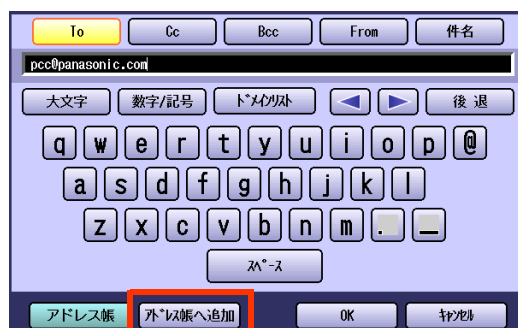 To Cc Bcc From 件名
pcc@panasonic.com
大文字 数字/記号 ﾄﾞﾒｲﾝﾘｽﾄ 後退
q w e r t y u i o p @
a s d f g h j k l
z x c v b n m . _
ｽﾍﾟｰｽ
アドレス帳 ｱﾄﾞﾚｽ帳へ追加 OK ｷｬﾝｾﾙ